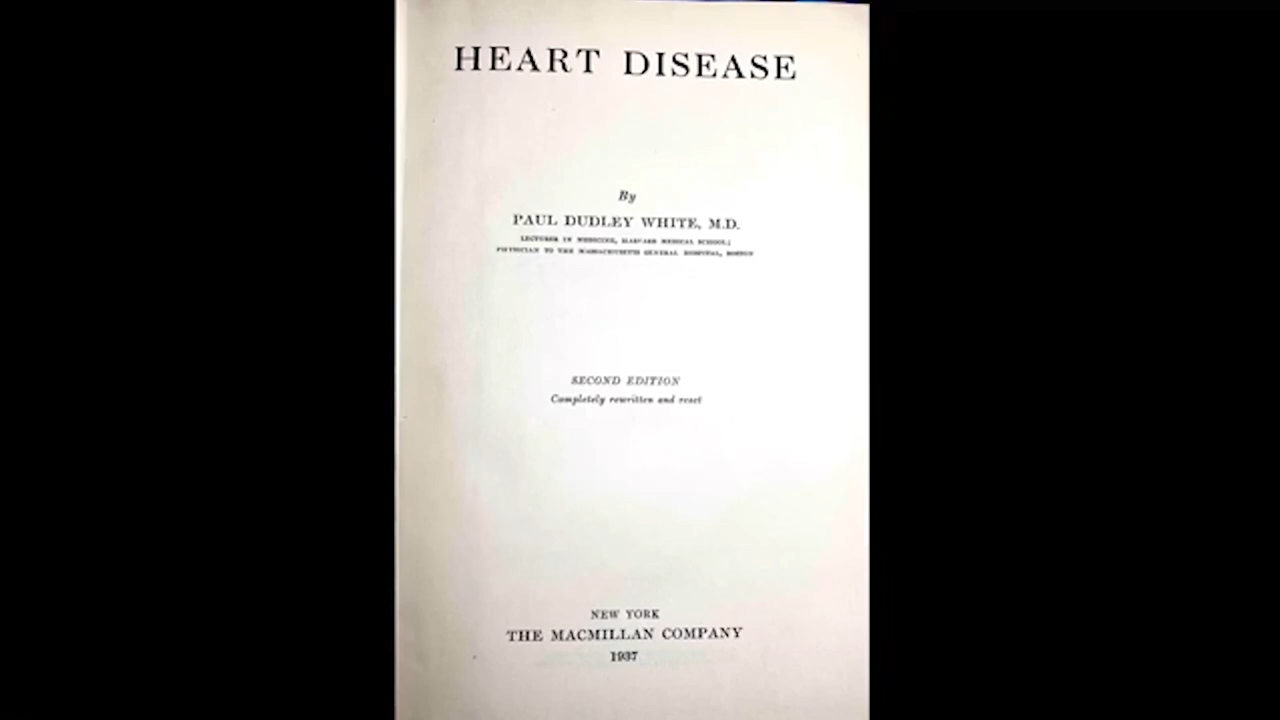 HEART DISEASE
By
PAUL DUDLEY WHITE, M.D.
LECTURER IN MEDICINE, HARVARD MEDICAL SCHOOL;
PHYSICIAN TO THE MASSACHUSETTS GENERAL HOSPITAL, BOSTON
SECOND EDITION
Completely rewritten and reset
NEW YORK
THE MACMILLAN COMPANY
1937